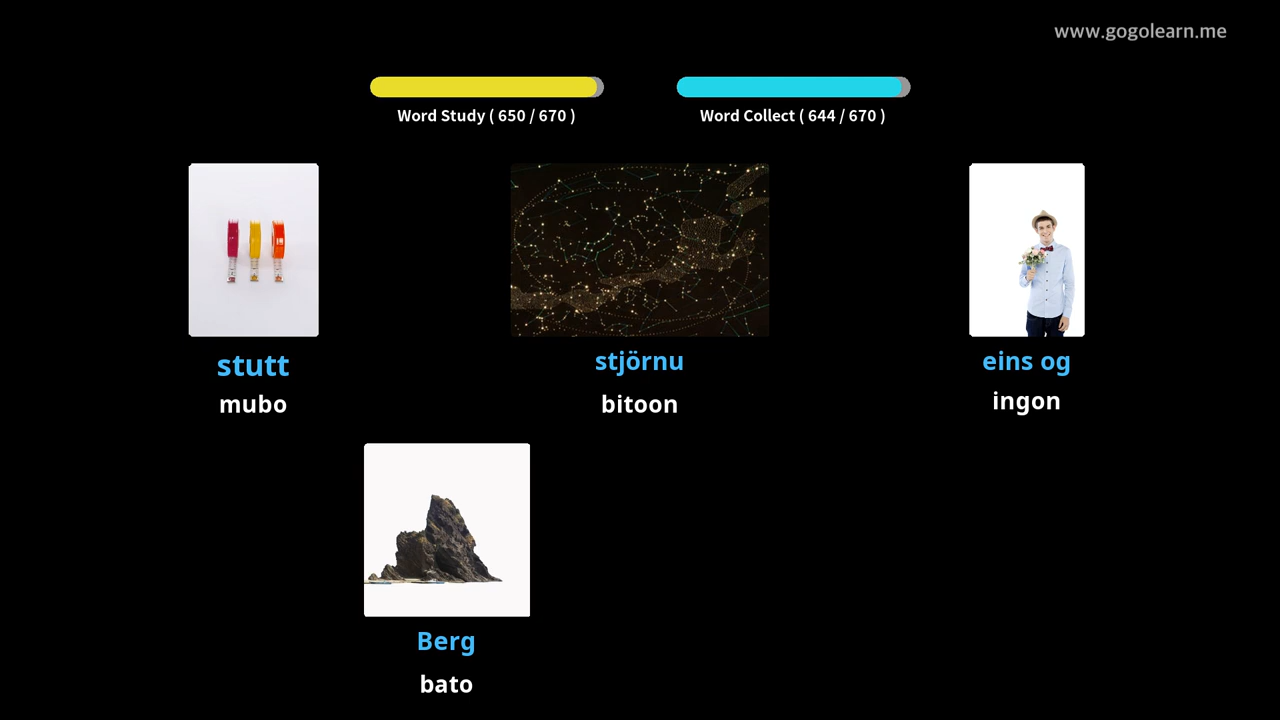 www.gogolearn.me
Word Study ( 650 / 670 )
Word Collect ( 644 / 670 )
stutt
mubo
stjörnu
bitoon
eins og
ingon
Berg
bato